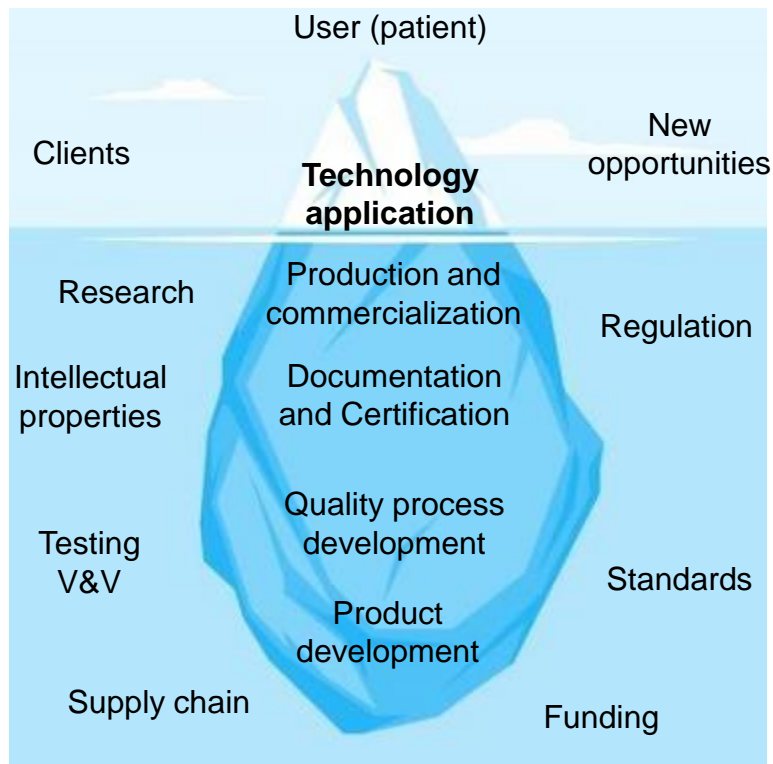 User (patient)
Clients
New
opportunities
Technology
application
Research
Production and
commercialization
Regulation
Intellectual
properties
Documentation
and Certification
Quality process
development
Testing
V&V
Standards
Product
development
Supply chain
Funding